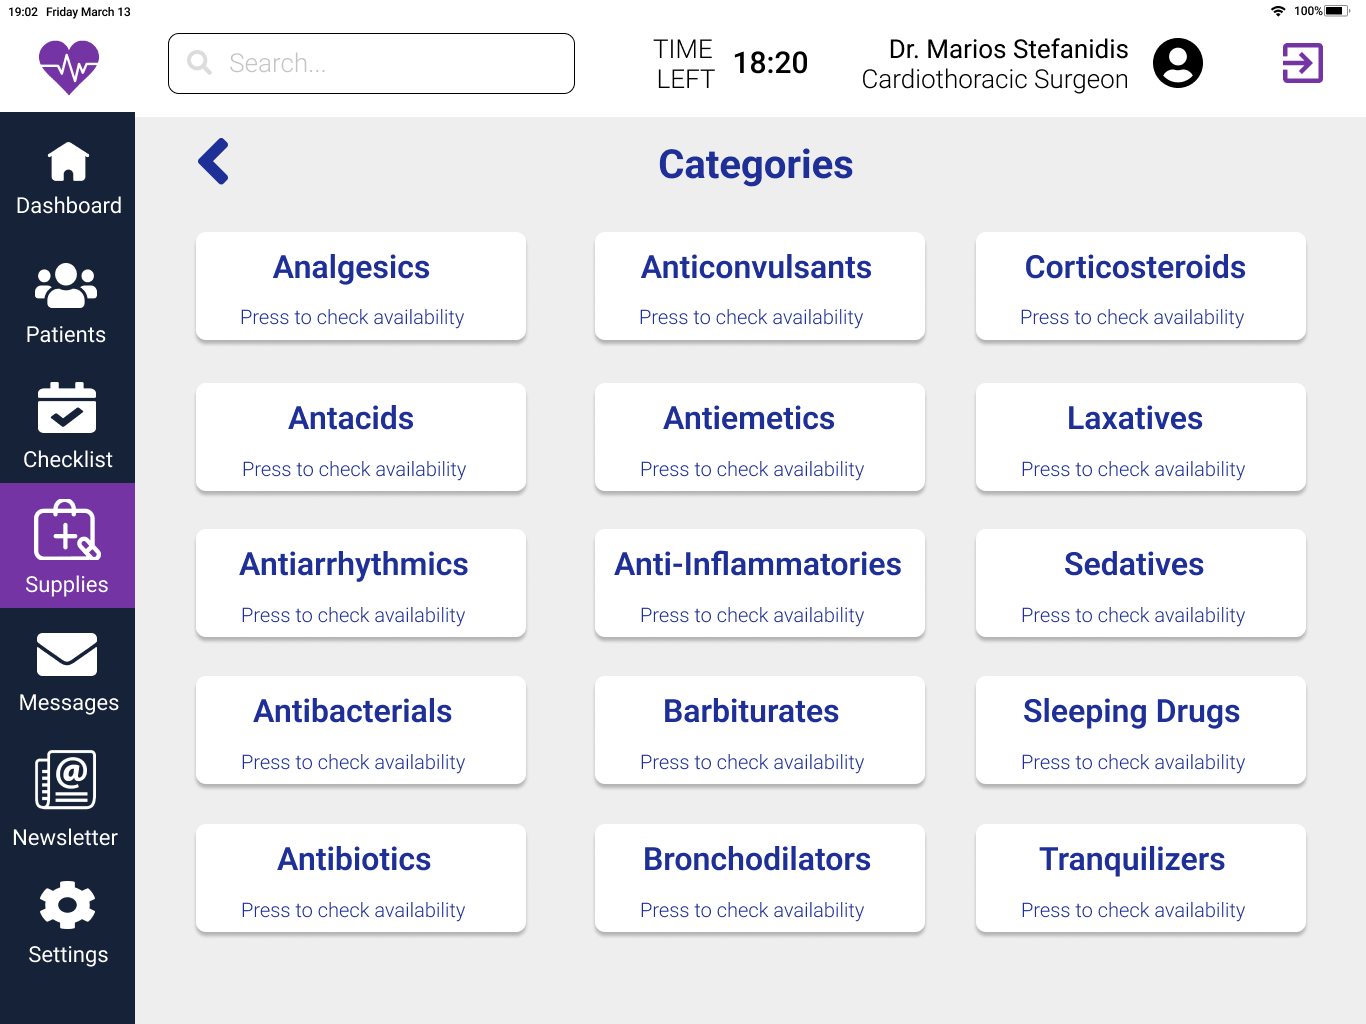 19:02 Friday March 13
100%
Search...
TIME
LEFT
18:20
Dr. Marios Stefanidis
Cardiothoracic Surgeon
Dashboard
Patients
Checklist
Supplies
Messages
@
Newsletter
Settings
Categories
Analgesics
Press to check availability
Anticonvulsants
Press to check availability
Corticosteroids
Press to check availability
Antacids
Press to check availability
Antiemetics
Press to check availability
Laxatives
Press to check availability
Antiarrhythmics
Press to check availability
Anti-Inflammatories
Press to check availability
Sedatives
Press to check availability
Antibacterials
Press to check availability
Barbiturates
Press to check availability
Sleeping Drugs
Press to check availability
Antibiotics
Press to check availability
Bronchodilators
Press to check availability
Tranquilizers
Press to check availability